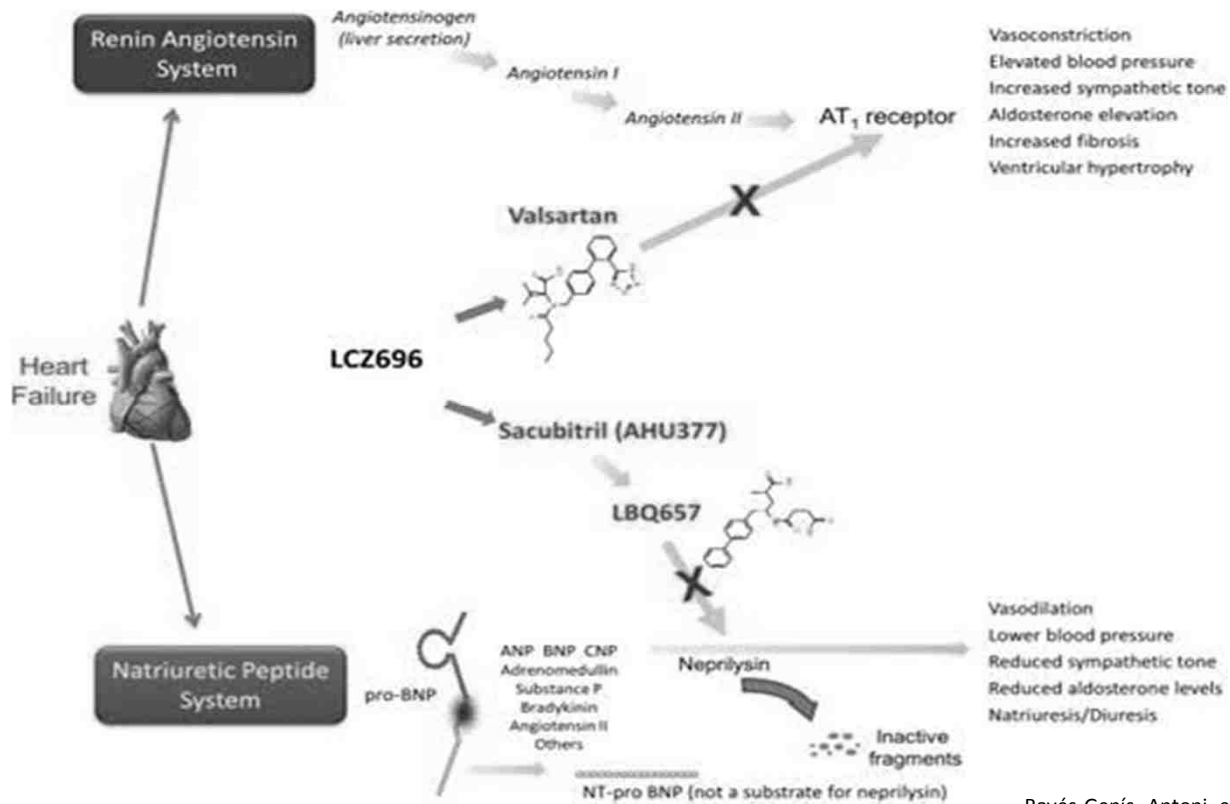 Renin Angiotensin
System
Angiotensinogen
(liver secretion)
Angiotensin I
Angiotensin II
AT₁ receptor
Vasoconstriction
Elevated blood pressure
Increased sympathetic tone
Aldosterone elevation
Increased fibrosis
Ventricular hypertrophy
Valsartan
X
Heart
Failure
LCZ696
Sacubitril (AHU377)
LBQ657
X
Natriuretic Peptide
System
pro-BNP
ANP BNP CNP
Adrenomedullin
Substance P
Bradykinin
Angiotensin II
Others
Neprilysin
Inactive
fragments
NT-pro BNP (not a substrate for neprilysin)
Vasodilation
Lower blood pressure
Reduced sympathetic tone
Reduced aldosterone levels
Natriuresis/Diuresis